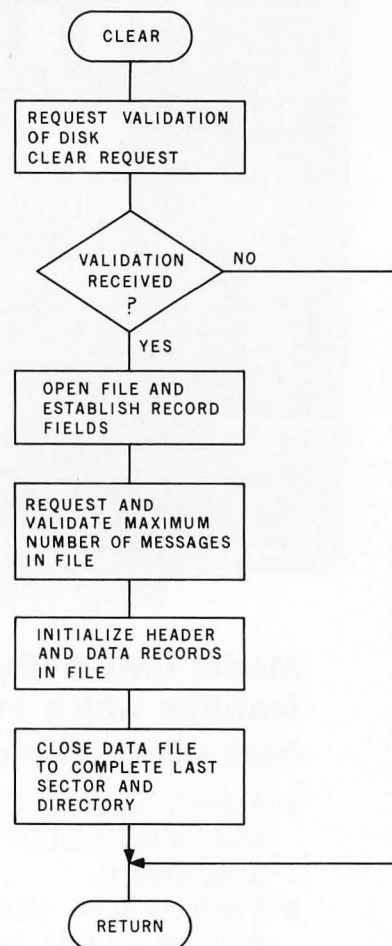 CLEAR
REQUEST VALIDATION
OF DISK
CLEAR REQUEST
VALIDATION
RECEIVED
?
NO
YES
OPEN FILE AND
ESTABLISH RECORD
FIELDS
REQUEST AND
VALIDATE MAXIMUM
NUMBER OF MESSAGES
IN FILE
INITIALIZE HEADER
AND DATA RECORDS
IN FILE
CLOSE DATA FILE
TO COMPLETE LAST
SECTOR AND
DIRECTORY
RETURN